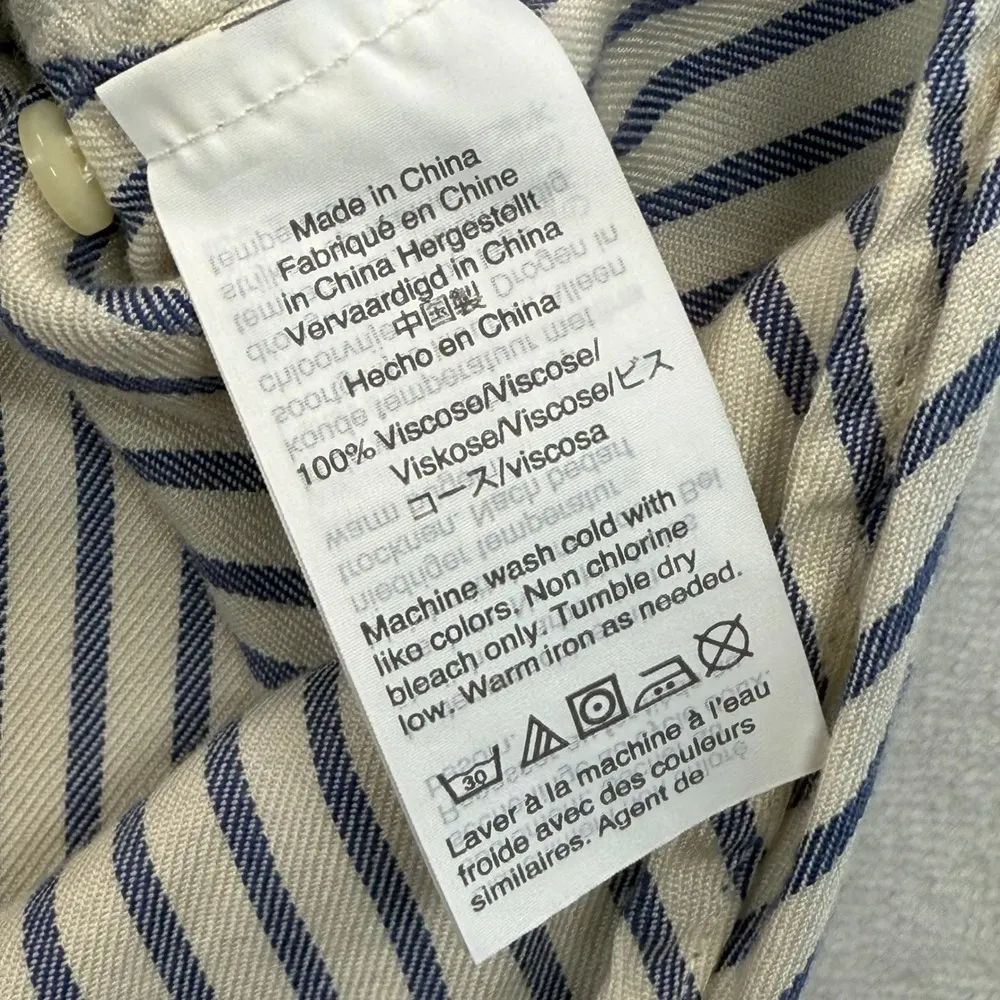 Made in China
Fabriqué en Chine
in China Hergestellt
Vervaardigd in China
中国製
Hecho en China
100% Viscose/Viscose/
Viskose/Viscose/ビス
コース/viscosa
Machine wash cold with
like colors. Non chlorine
bleach only. Tumble dry
low. Warm iron as needed.
30
Laver à la machine à l'eau
froide avec des couleurs
similaires. Agent de